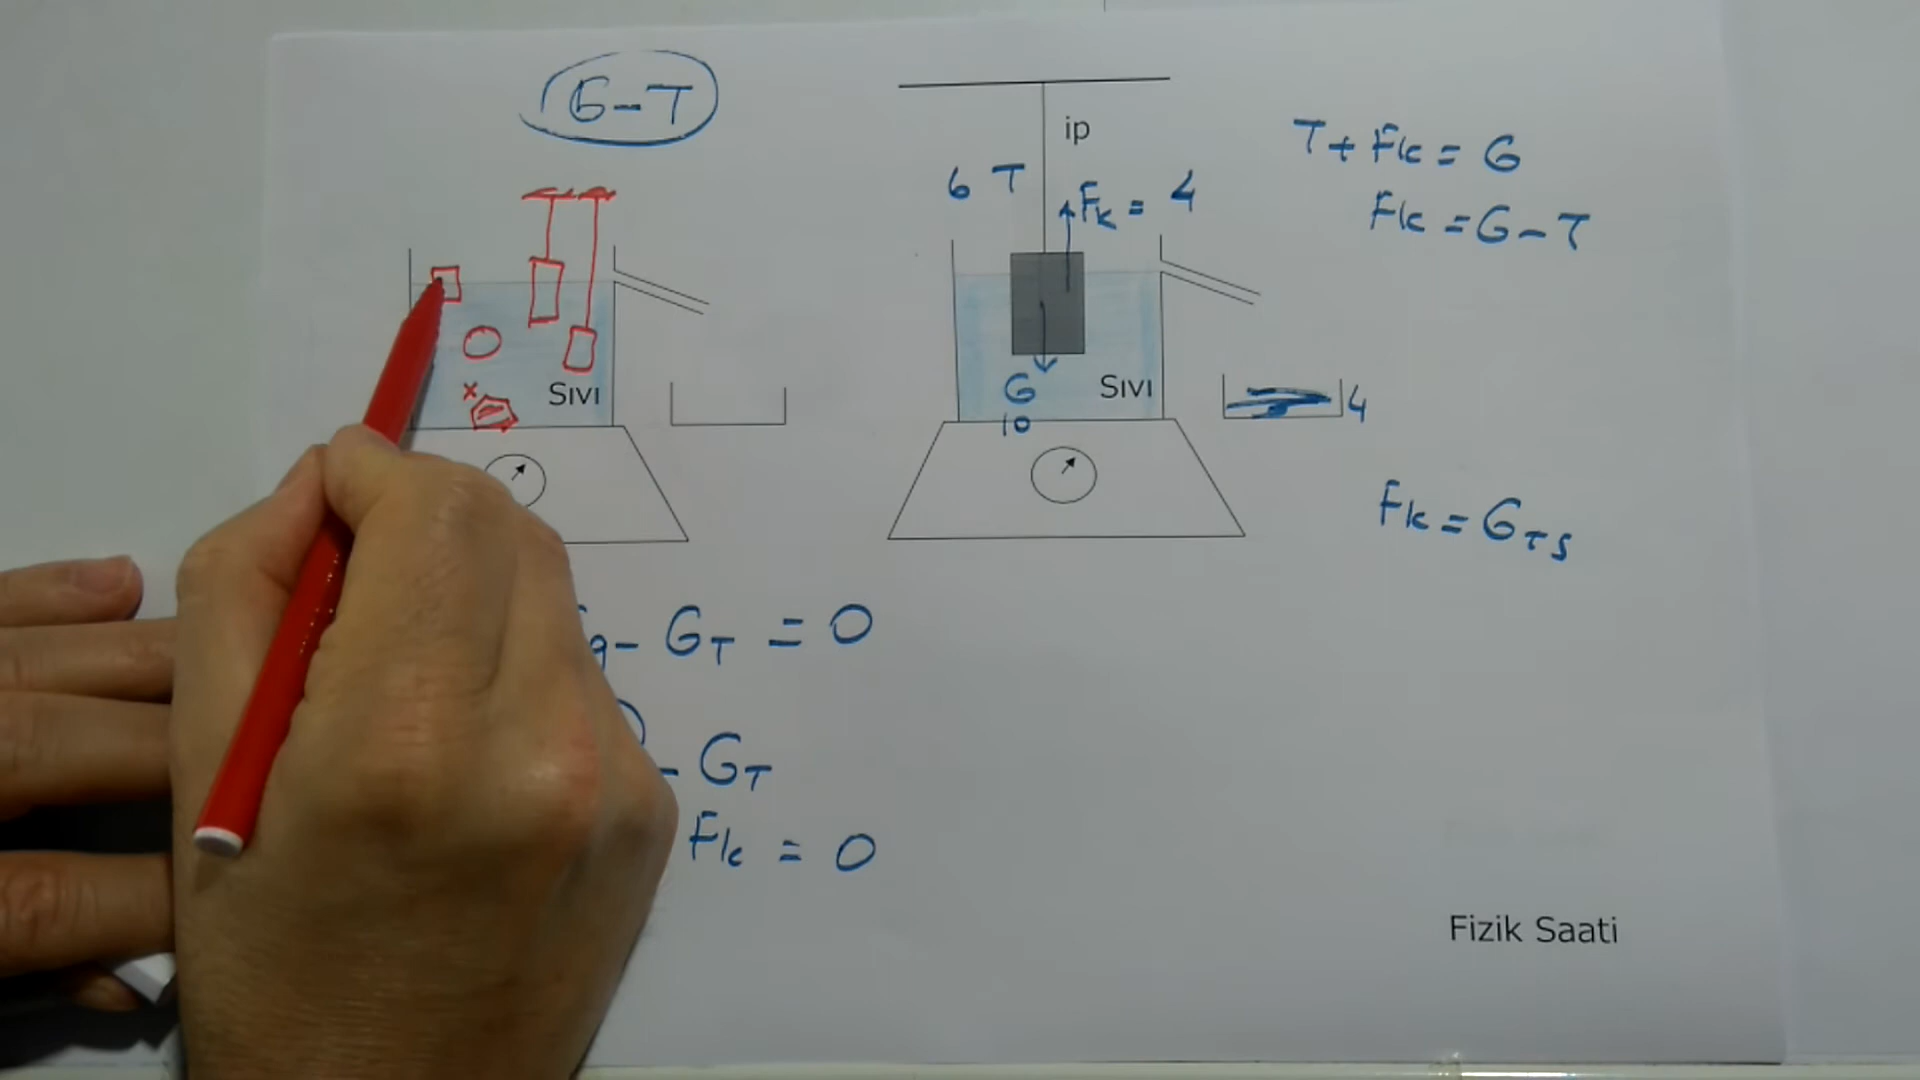 G-T
ip
6 T
Fk = 4
T + Fk = G
Fk = G - T
Sıvı
x
Sıvı
G
10
4
Fk = GTS
- GT = 0
- GT
Fk = 0
Fizik Saati